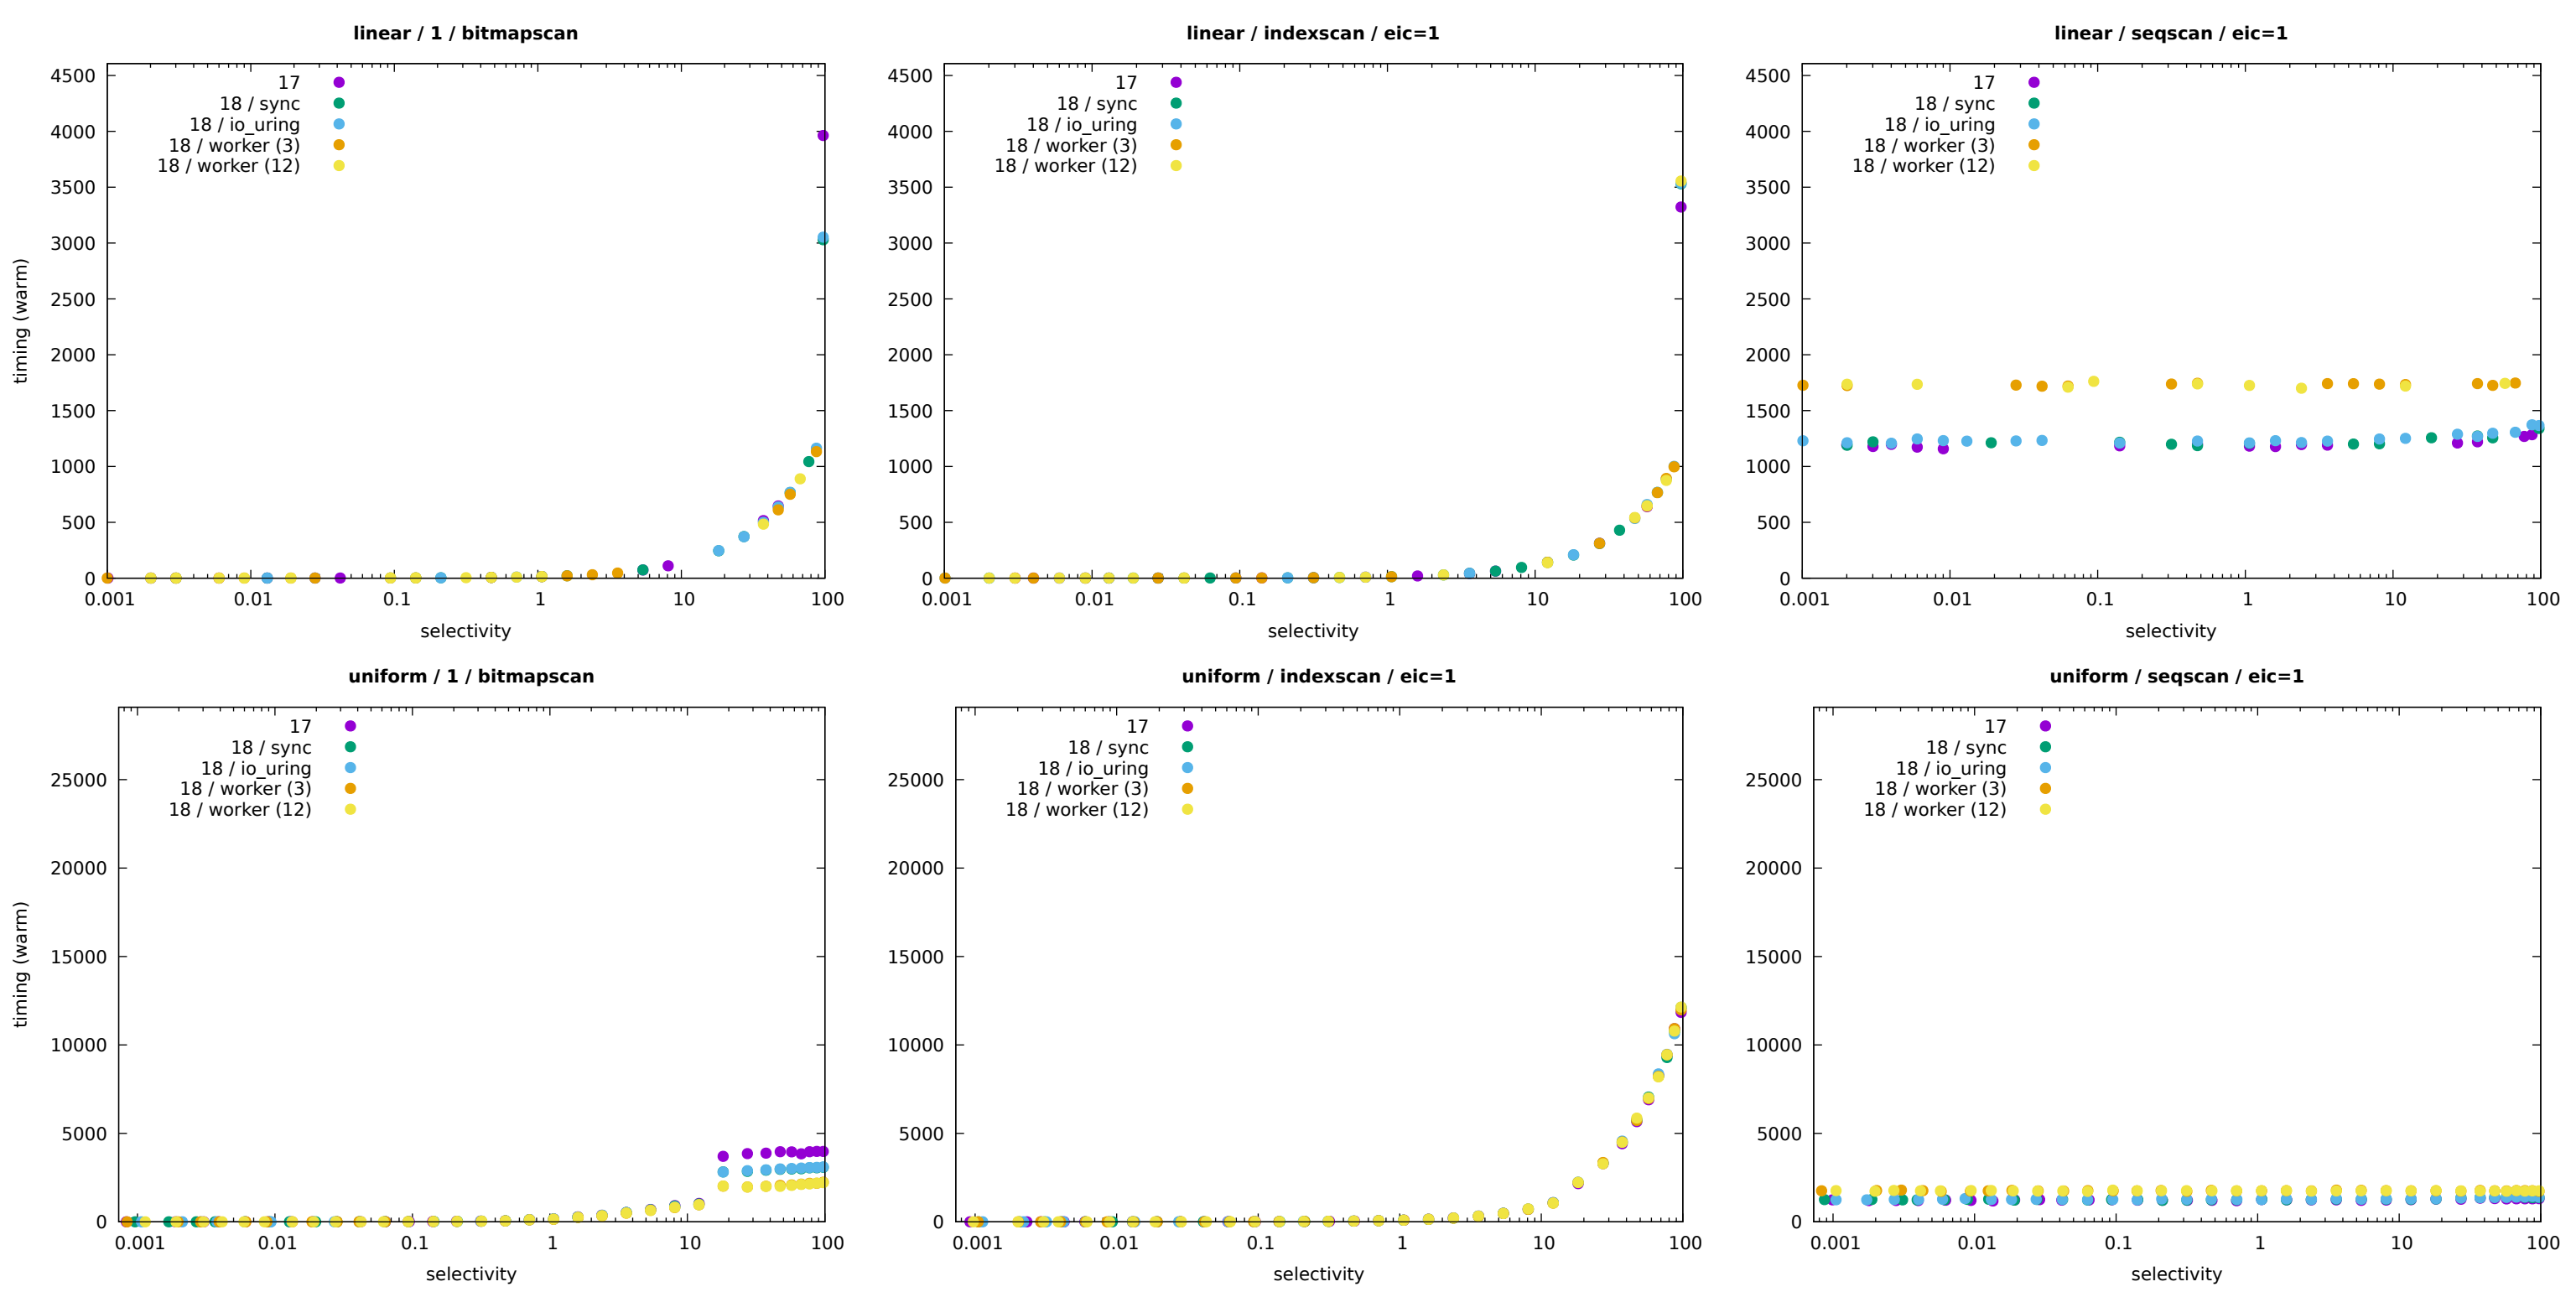 linear / 1 / bitmapscan
timing (warm)
4500
4000
3500
3000
2500
2000
1500
1000
500
0
17
18 / sync
18 / io_uring
18 / worker (3)
18 / worker (12)
0.001 0.01 0.1 1 10 100
selectivity
linear / indexscan / eic=1
4500
4000
3500
3000
2500
2000
1500
1000
500
0
17
18 / sync
18 / io_uring
18 / worker (3)
18 / worker (12)
0.001 0.01 0.1 1 10 100
selectivity
linear / seqscan / eic=1
4500
4000
3500
3000
2500
2000
1500
1000
500
0
17
18 / sync
18 / io_uring
18 / worker (3)
18 / worker (12)
0.001 0.01 0.1 1 10 100
selectivity
uniform / 1 / bitmapscan
timing (warm)
25000
20000
15000
10000
5000
0
17
18 / sync
18 / io_uring
18 / worker (3)
18 / worker (12)
0.001 0.01 0.1 1 10 100
selectivity
uniform / indexscan / eic=1
25000
20000
15000
10000
5000
0
17
18 / sync
18 / io_uring
18 / worker (3)
18 / worker (12)
0.001 0.01 0.1 1 10 100
selectivity
uniform / seqscan / eic=1
25000
20000
15000
10000
5000
0
17
18 / sync
18 / io_uring
18 / worker (3)
18 / worker (12)
0.001 0.01 0.1 1 10 100
selectivity